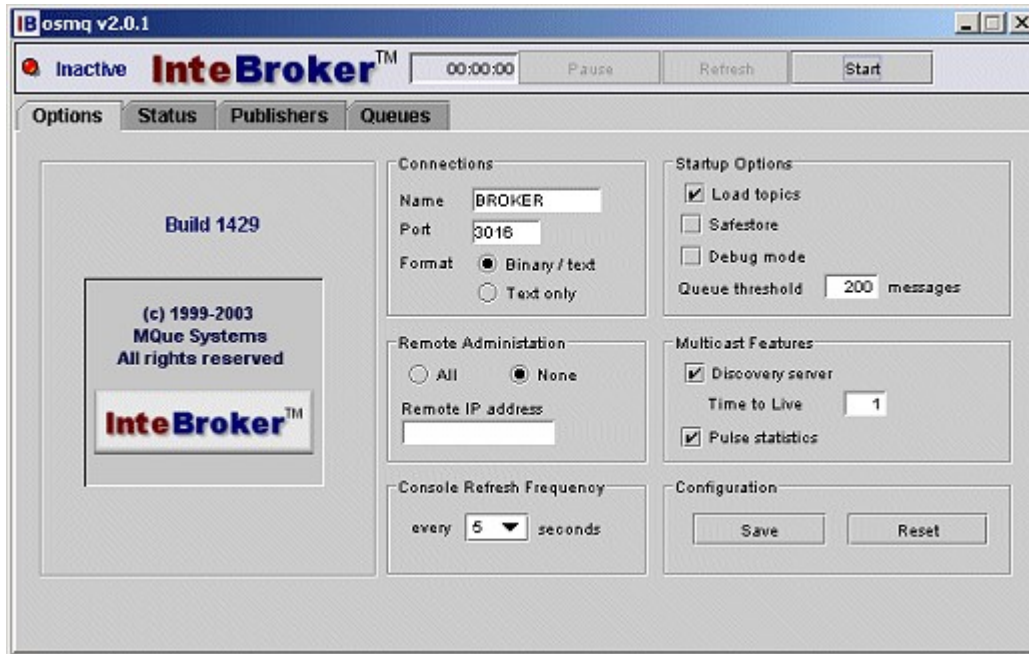 IB osmq v2.0.1
Inactive InteBroker™ 00:00:00 Pause Refresh Start
Options Status Publishers Queues
Build 1429
(c) 1999-2003
MQue Systems
All rights reserved
InteBroker™
Connections
Name BROKER
Port 3016
Format Binary / text
Text only
Remote Administation
All None
Remote IP address
Console Refresh Frequency
every 5 seconds
Startup Options
Load topics
Safestore
Debug mode
Queue threshold 200 messages
Multicast Features
Discovery server
Time to Live 1
Pulse statistics
Configuration
Save Reset